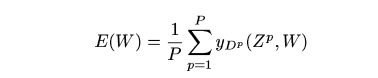 E(W) = \frac{1}{P} \sum_{p=1}^{P} y_{D^p}(Z^p, W)